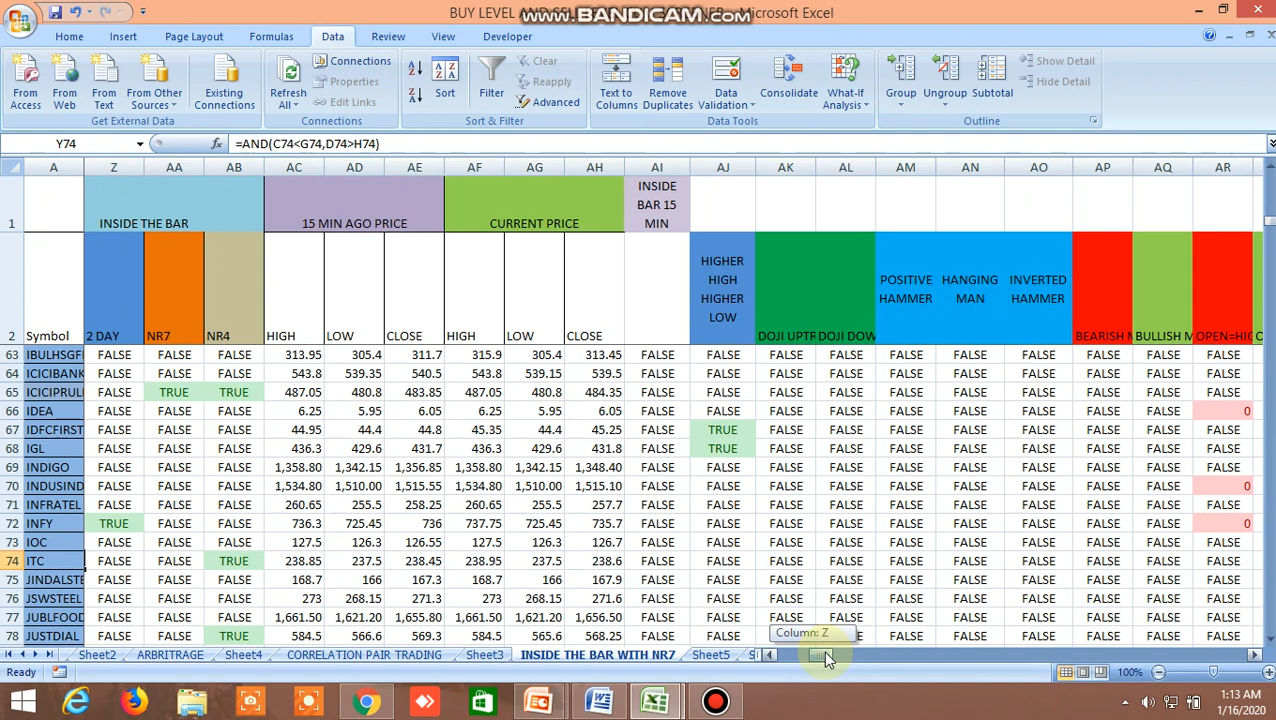 BUY LEVEL AND SEL Microsoft Excel
www.BANDICAM.com
Home Insert Page Layout Formulas Data Review View Developer
From Access From Web From Text From Other Sources Existing Connections Refresh All Connections Properties Edit Links Sort Filter Clear Reapply Advanced Text to Columns Remove Duplicates Data Validation Consolidate What-If Analysis Group Ungroup Subtotal Show Detail Hide Detail
Get External Data Connections Sort & Filter Data Tools Outline
Y74 fx =AND(C74<G74,D74>H74)
A Z AA AB AC AD AE AF AG AH AI AJ AK AL AM AN AO AP AQ AR
1 INSIDE THE BAR 15 MIN AGO PRICE CURRENT PRICE INSIDE BAR 15 MIN
2 Symbol 2 DAY NR7 NR4 HIGH LOW CLOSE HIGH LOW CLOSE HIGHER HIGH HIGHER LOW DOJI UPTR DOJI DOW POSITIVE HAMMER HANGING MAN INVERTED HAMMER BEARISH M BULLISH M OPEN=HIG
63 IBULHSGFI FALSE FALSE FALSE 313.95 305.4 311.7 315.9 305.4 313.45 FALSE FALSE FALSE FALSE FALSE FALSE FALSE FALSE FALSE FALSE
64 ICICIBANK FALSE FALSE FALSE 543.8 539.35 540.5 543.8 539.15 539.5 FALSE FALSE FALSE FALSE FALSE FALSE FALSE FALSE FALSE FALSE
65 ICICIPRULI FALSE TRUE TRUE 487.05 480.8 483.85 487.05 480.8 484.35 FALSE FALSE FALSE FALSE FALSE FALSE FALSE FALSE FALSE FALSE
66 IDEA FALSE FALSE FALSE 6.25 5.95 6.05 6.25 5.95 6.05 FALSE FALSE FALSE FALSE FALSE FALSE FALSE FALSE FALSE 0
67 IDFCFIRST FALSE FALSE FALSE 44.95 44.4 44.8 45.35 44.4 45.25 FALSE TRUE FALSE FALSE FALSE FALSE FALSE FALSE FALSE FALSE
68 IGL FALSE FALSE FALSE 436.3 429.6 431.7 436.3 429.6 431.8 FALSE TRUE FALSE FALSE FALSE FALSE FALSE FALSE FALSE FALSE
69 INDIGO FALSE FALSE FALSE 1,358.80 1,342.15 1,356.85 1,358.80 1,342.15 1,348.40 FALSE FALSE FALSE FALSE FALSE FALSE FALSE FALSE FALSE FALSE
70 INDUSIND FALSE FALSE FALSE 1,534.80 1,510.00 1,515.55 1,534.80 1,510.00 1,515.10 FALSE FALSE FALSE FALSE FALSE FALSE FALSE FALSE FALSE 0
71 INFRATEL FALSE FALSE FALSE 260.65 255.5 258.25 260.65 255.5 257.7 FALSE FALSE FALSE FALSE FALSE FALSE FALSE FALSE FALSE FALSE
72 INFY TRUE FALSE FALSE 736.3 725.45 736 737.75 725.45 735.7 FALSE FALSE FALSE FALSE FALSE FALSE FALSE FALSE FALSE 0
73 IOC FALSE FALSE FALSE 127.5 126.3 126.55 127.5 126.3 126.7 FALSE FALSE FALSE FALSE FALSE FALSE FALSE FALSE FALSE FALSE
74 ITC FALSE FALSE TRUE 238.85 237.5 238.45 238.95 237.5 238.6 FALSE FALSE FALSE FALSE FALSE FALSE FALSE FALSE FALSE FALSE
75 JINDALSTE FALSE FALSE FALSE 168.7 166 167.3 168.7 166 167.9 FALSE FALSE FALSE FALSE FALSE FALSE FALSE FALSE FALSE FALSE
76 JSWSTEEL FALSE FALSE FALSE 273 268.15 271.3 273 268.15 271.5 FALSE FALSE FALSE FALSE FALSE FALSE FALSE FALSE FALSE FALSE
77 JUBLFOOD FALSE FALSE FALSE 1,661.50 1,621.20 1,635.80 1,661.50 1,621.20 1,656.50 FALSE FALSE FALSE FALSE FALSE FALSE FALSE FALSE FALSE FALSE
78 JUSTDIAL FALSE FALSE TRUE 584.5 566.6 569.3 584.5 565.6 568.25 FALSE FALSE FALSE FALSE FALSE FALSE FALSE FALSE FALSE
Column: Z
Sheet2 ARBRITRAGE Sheet4 CORRELATION PAIR TRADING Sheet3 INSIDE THE BAR WITH NR7 Sheet5
Ready 100%
1:13 AM
1/16/2020